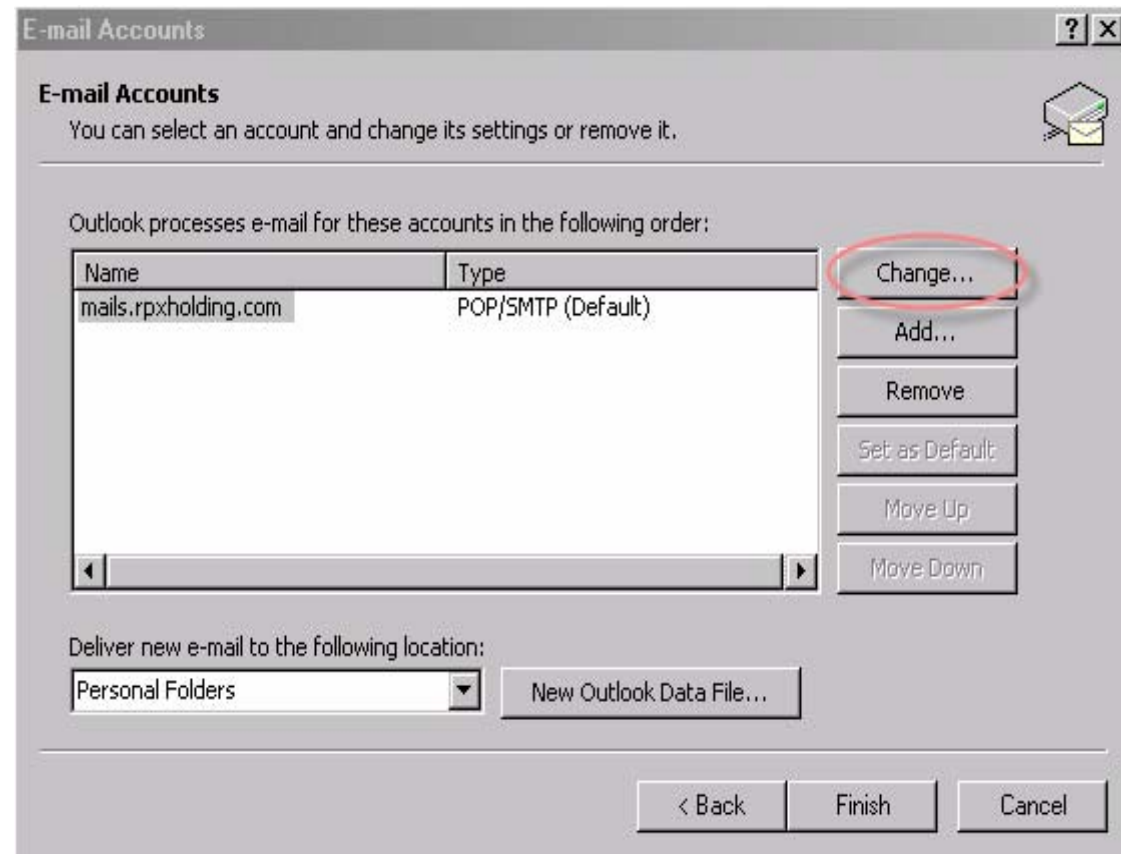 E-mail Accounts
? X
E-mail Accounts
You can select an account and change its settings or remove it.
Outlook processes e-mail for these accounts in the following order:
Name Type
mails.rpxholding.com POP/SMTP (Default)
Change...
Add...
Remove
Set as Default
Move Up
Move Down
Deliver new e-mail to the following location:
Personal Folders New Outlook Data File...
< Back Finish Cancel